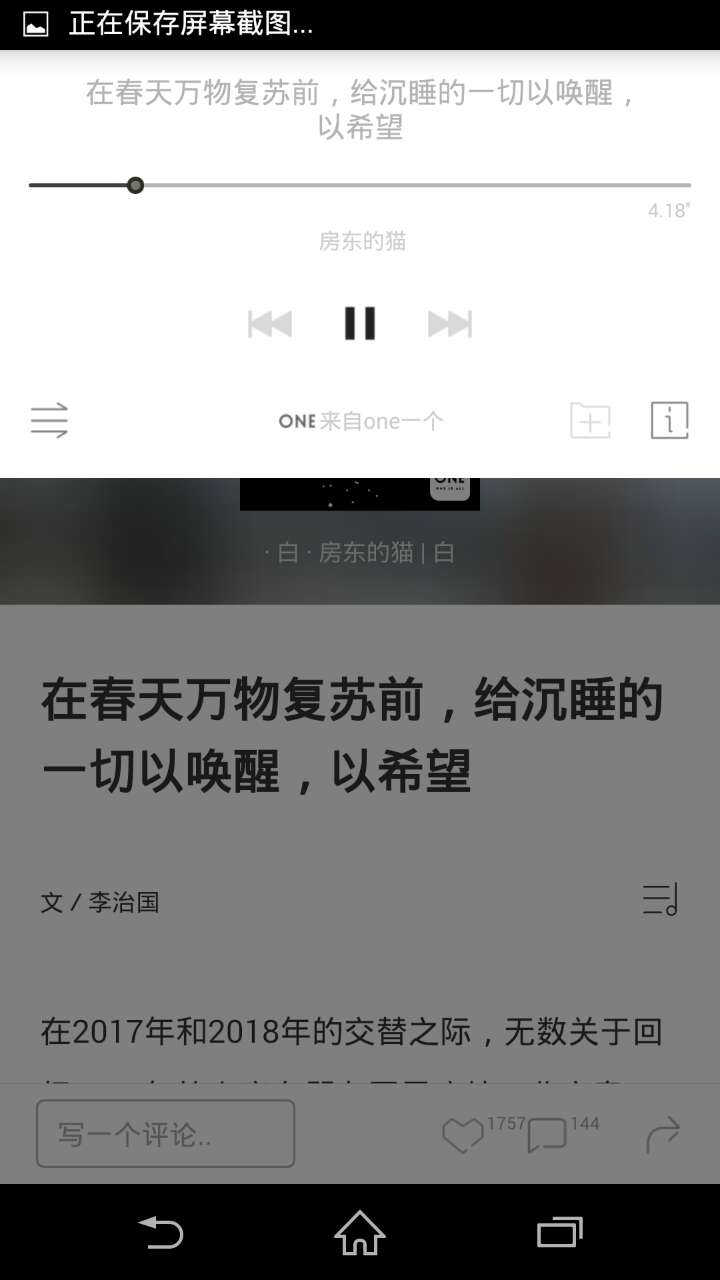 正在保存屏幕截图...
在春天万物复苏前，给沉睡的一切以唤醒，
以希望
4.18"
房东的猫
ONE 来自one一个
ONE
· 白 · 房东的猫 | 白
在春天万物复苏前，给沉睡的
一切以唤醒，以希望
文 / 李治国
在2017年和2018年的交替之际，无数关于回
写一个评论..
1757
144